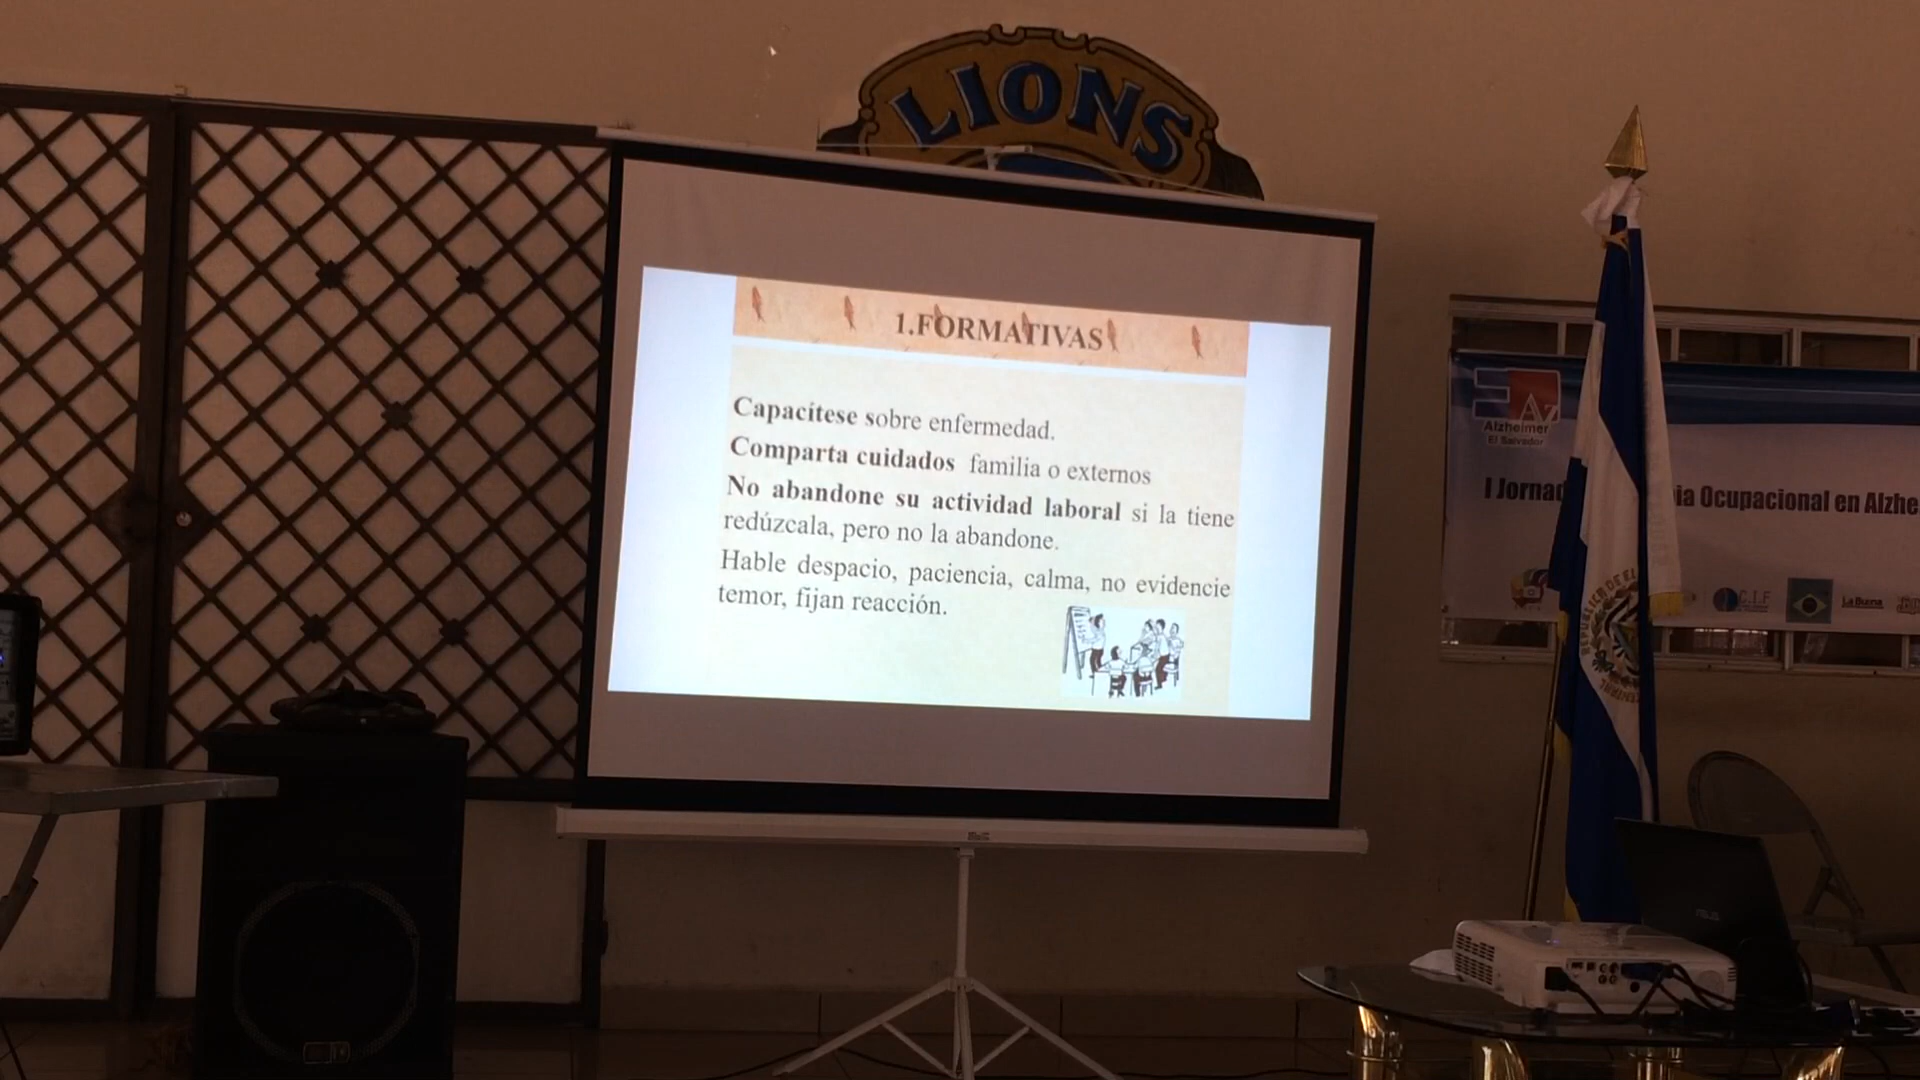 LIONS
1.FORMATIVAS
Capacítese sobre enfermedad.
Comparta cuidados familia o externos
No abandone su actividad laboral si la tiene
redúzcala, pero no la abandone.
Hable despacio, paciencia, calma, no evidencie
temor, fijan reacción.
Az
Alzheimer
El Salvador
I Jornad ia Ocupacional en Alzhe
C.I.F
La Buena